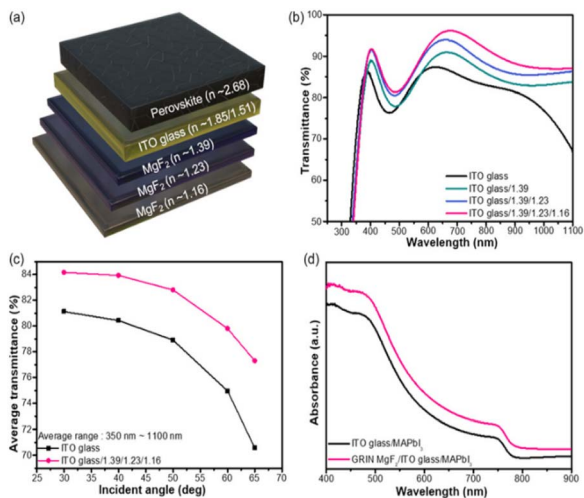 (a)
Perovskite (n ~2.68)
ITO glass (n ~1.85/1.51)
MgF₂ (n ~1.39)
MgF₂ (n ~1.23)
MgF₂ (n ~1.16)
(b)
Transmittance (%)
100
90
80
70
60
50
ITO glass
ITO glass/1.39
ITO glass/1.39/1.23
ITO glass/1.39/1.23/1.16
300 400 500 600 700 800 900 1000 1100
Wavelength (nm)
(c)
Average transmittance (%)
84
82
80
78
76
74
72
70
Average range : 350 nm ~ 1100 nm
ITO glass
ITO glass/1.39/1.23/1.16
25 30 35 40 45 50 55 60 65 70
Incident angle (deg)
(d)
Absorbance (a.u.)
ITO glass/MAPbI₃
GRIN MgF₂/ITO glass/MAPbI₃
400 500 600 700 800 900
Wavelength (nm)